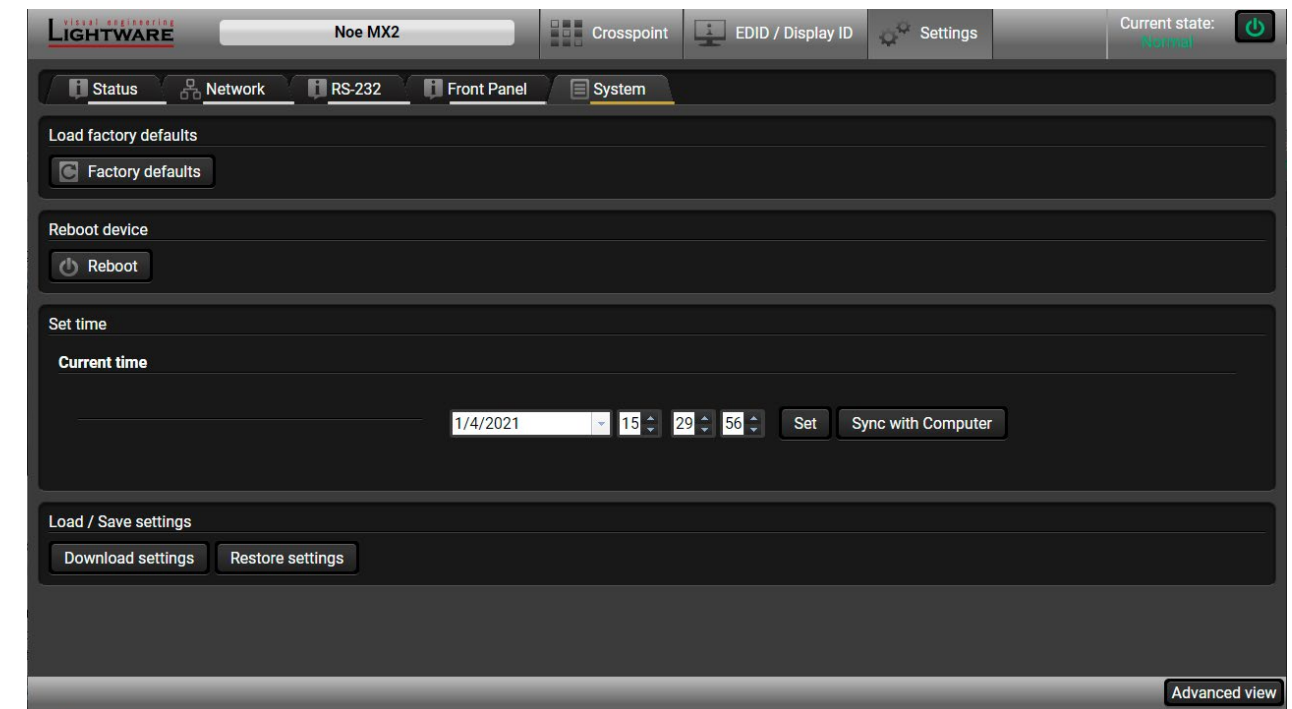 visual engineering
LIGHTWARE
Noe MX2
Crosspoint
EDID / Display ID
Settings
Current state:
Normal
Status
Network
RS-232
Front Panel
System
Load factory defaults
Factory defaults
Reboot device
Reboot
Set time
Current time
1/4/2021 15 29 56 Set Sync with Computer
Load / Save settings
Download settings Restore settings
Advanced view